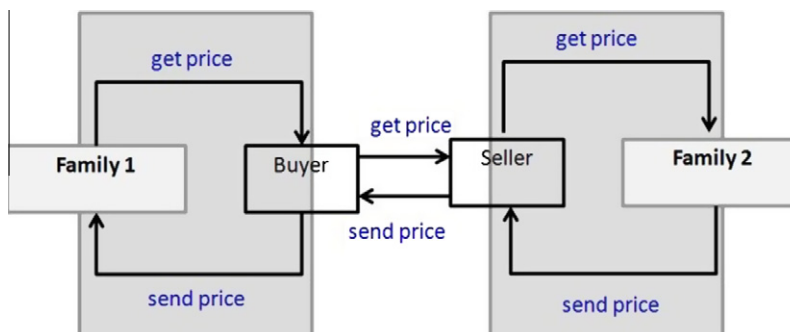 get price
get price
get price
Family 1
Buyer
Seller
Family 2
send price
send price
send price